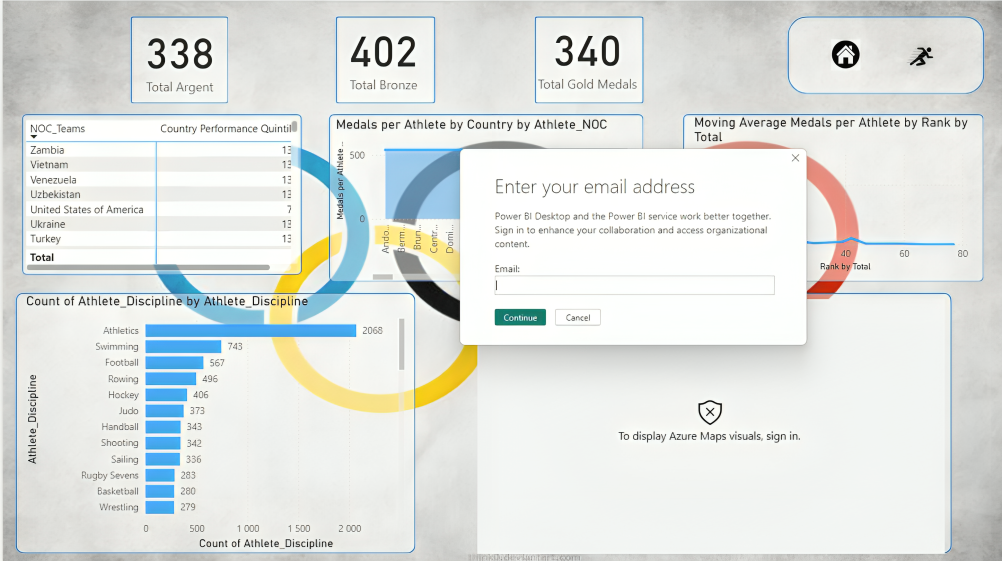 338
Total Argent
402
Total Bronze
340
Total Gold Medals
NOC_Teams Country Performance Quintil
Zambia 13
Vietnam 13
Venezuela 13
Uzbekistan 13
United States of America 7
Ukraine 13
Turkey 13
Total
Medals per Athlete by Country by Athlete_NOC
Medals per Athlete ...
500
0
Ando...
Berm...
Brun...
Centr...
Domi...
Moving Average Medals per Athlete by Rank by
Total
40 60 80
Rank by Total
Enter your email address
Power BI Desktop and the Power BI service work better together.
Sign in to enhance your collaboration and access organizational
content.
Email:
Continue Cancel
Count of Athlete_Discipline by Athlete_Discipline
Athlete_Discipline
Athletics 2068
Swimming 743
Football 567
Rowing 496
Hockey 406
Judo 373
Handball 343
Shooting 342
Sailing 336
Rugby Sevens 283
Basketball 280
Wrestling 279
0 500 1 000 1 500 2 000
Count of Athlete_Discipline
To display Azure Maps visuals, sign in.